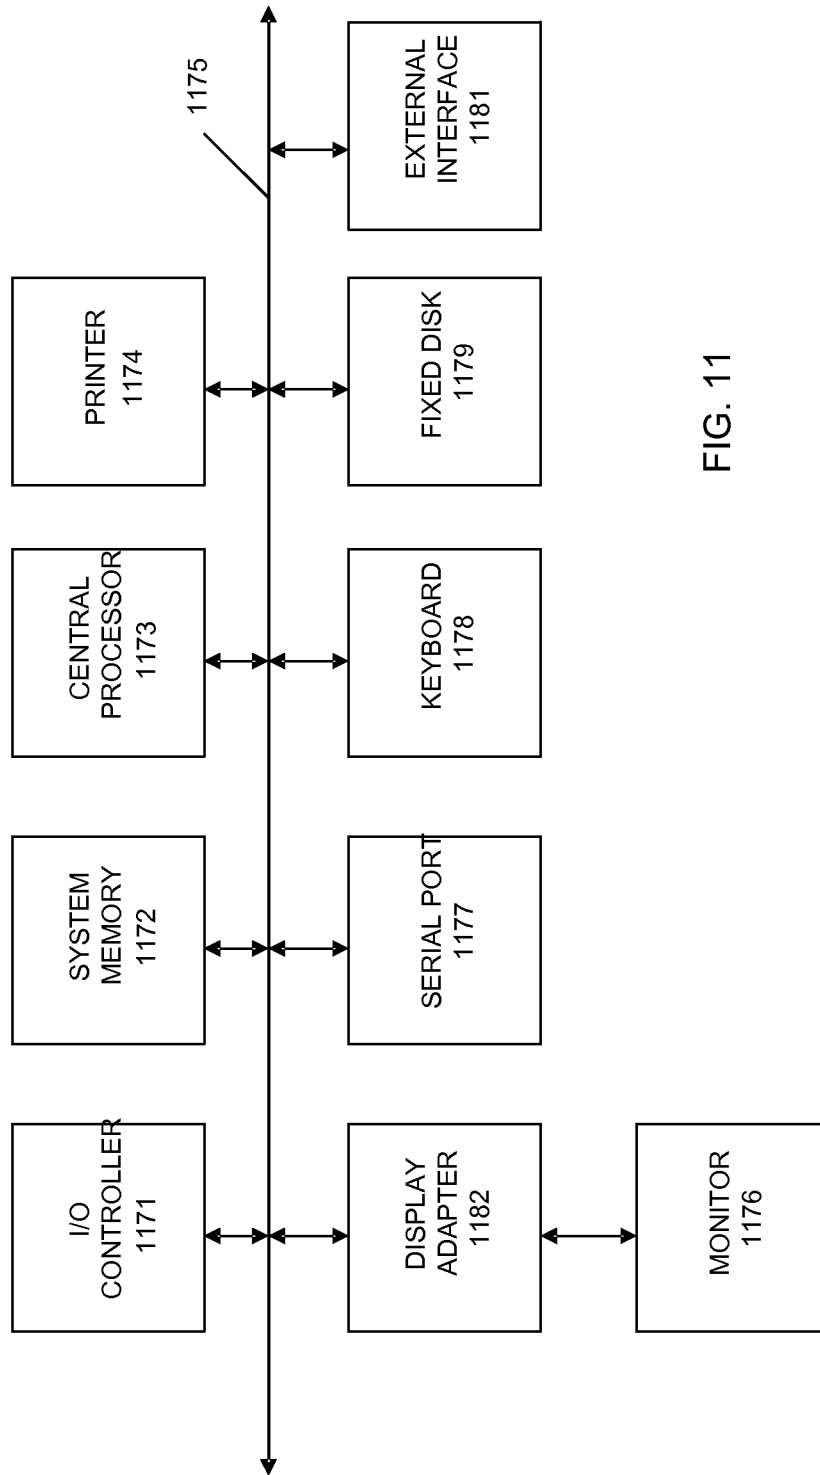 I/O
CONTROLLER
1171
SYSTEM
MEMORY
1172
CENTRAL
PROCESSOR
1173
PRINTER
1174
1175
DISPLAY
ADAPTER
1182
SERIAL PORT
1177
KEYBOARD
1178
FIXED DISK
1179
EXTERNAL
INTERFACE
1181
MONITOR
1176
FIG. 11